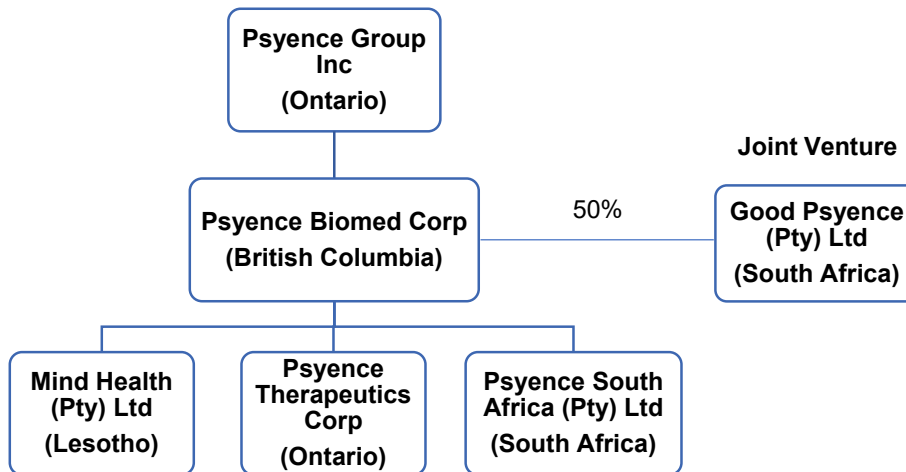 Psyence Group
Inc
(Ontario)
Joint Venture
Psyence Biomed Corp
(British Columbia)
50%
Good Psyence
(Pty) Ltd
(South Africa)
Mind Health
(Pty) Ltd
(Lesotho)
Psyence
Therapeutics
Corp
(Ontario)
Psyence South
Africa (Pty) Ltd
(South Africa)